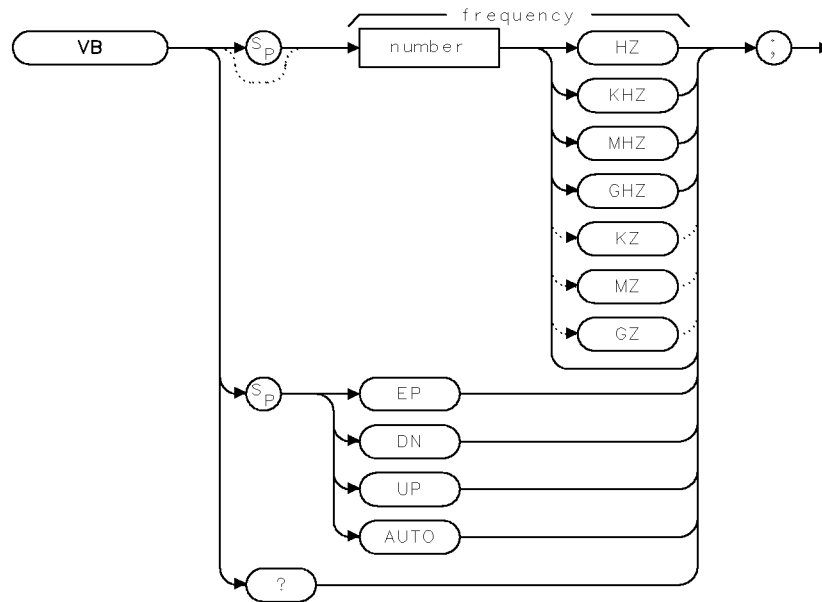 frequency
VB
SP
number
HZ
;
KHZ
MHZ
GHZ
KZ
MZ
GZ
SP
EP
DN
UP
AUTO
?